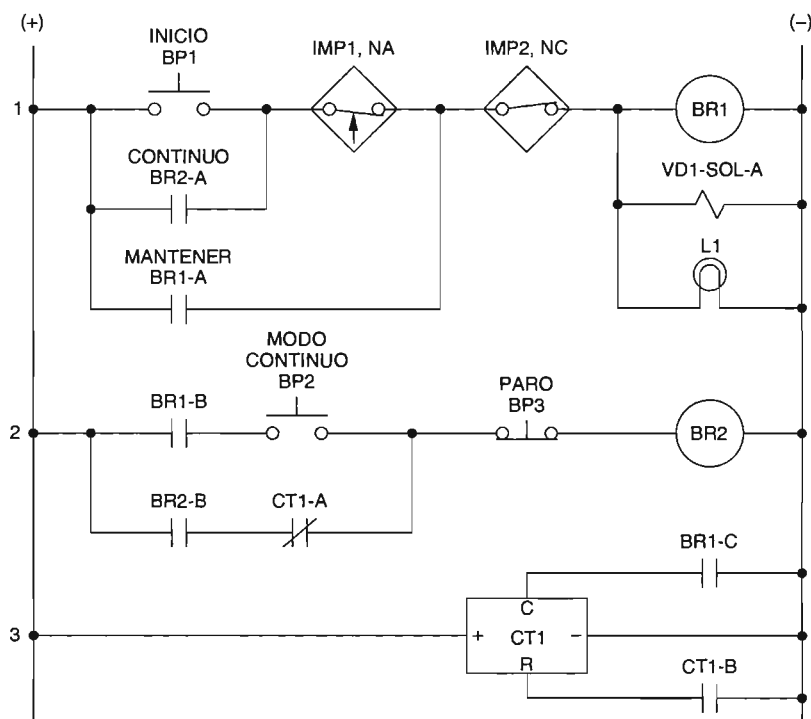 (+)
(–)
INICIO
BP1
IMP1, NA
IMP2, NC
1
BR1
CONTINUO
BR2-A
VD1-SOL-A
MANTENER
BR1-A
L1
MODO
CONTINUO
BP2
PARO
BP3
BR1-B
2
BR2
BR2-B
CT1-A
BR1-C
C
3
+
CT1
–
R
CT1-B